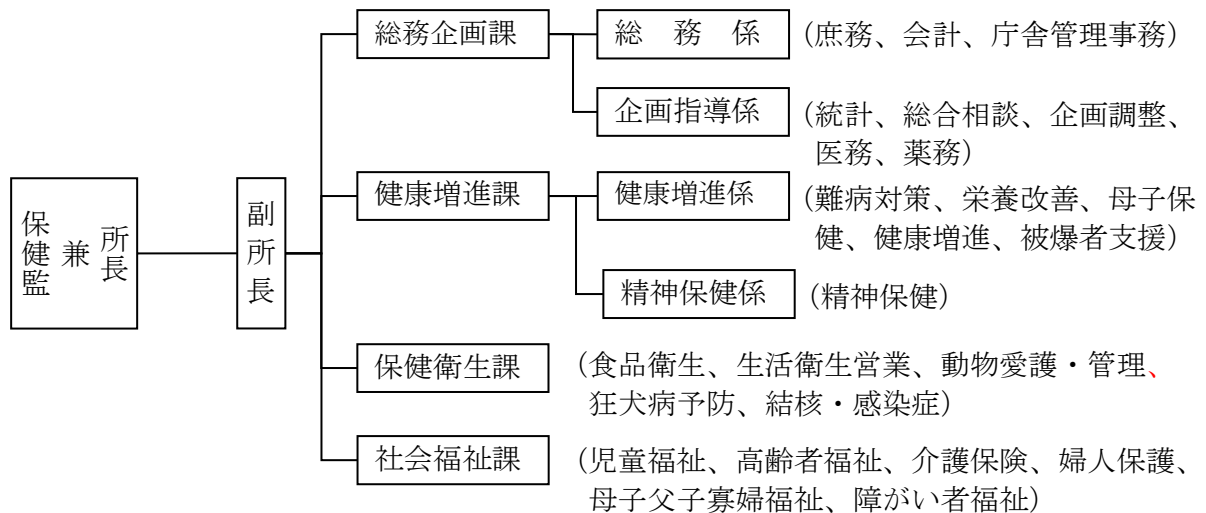 総務企画課
総　務　係
（庶務、会計、庁舎管理事務）
企画指導係
（統計、総合相談、企画調整、
医務、薬務）
保健監
兼
所長
副所長
健康増進課
健康増進係
（難病対策、栄養改善、母子保
健、健康増進、被爆者支援）
精神保健係
（精神保健）
保健衛生課
（食品衛生、生活衛生営業、動物愛護・管理、
狂犬病予防、結核・感染症）
社会福祉課
（児童福祉、高齢者福祉、介護保険、婦人保護、
母子父子寡婦福祉、障がい者福祉）